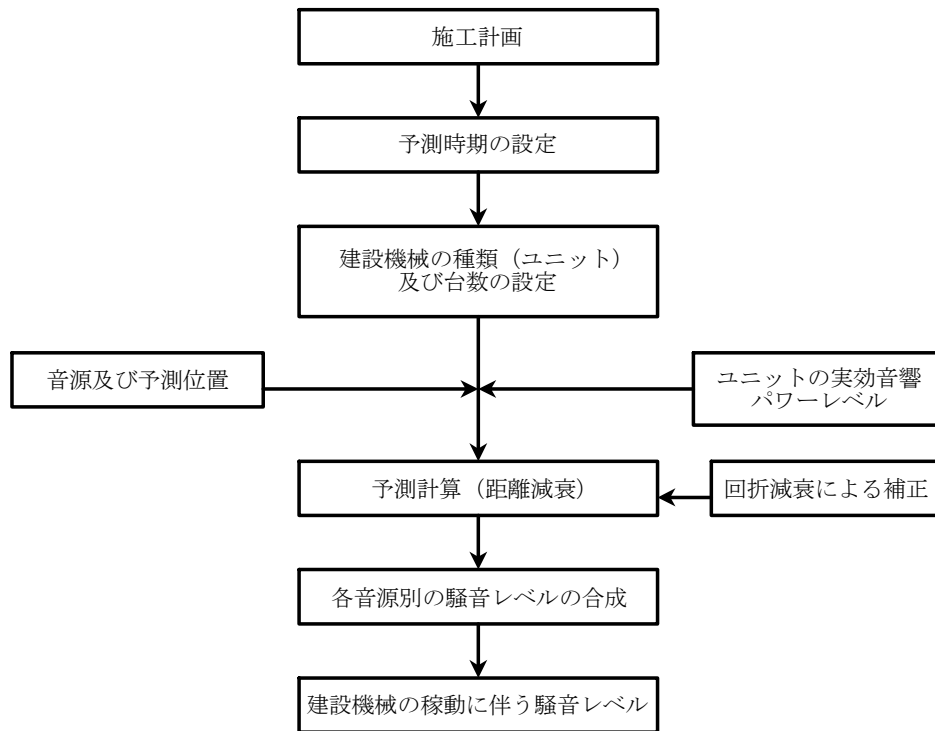 施工計画
予測時期の設定
建設機械の種類（ユニット）
及び台数の設定
音源及び予測位置
ユニットの実効音響
パワーレベル
予測計算（距離減衰）
回折減衰による補正
各音源別の騒音レベルの合成
建設機械の稼動に伴う騒音レベル